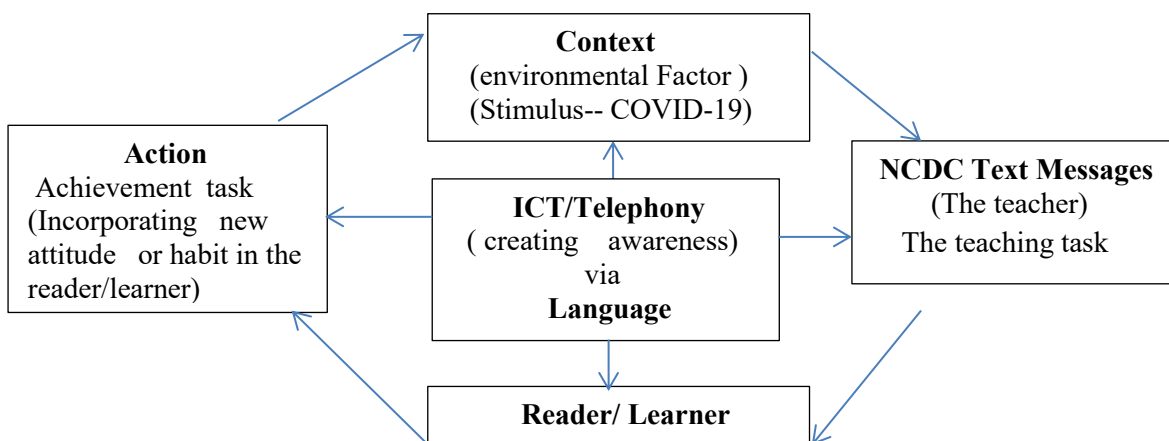 Context
(environmental Factor )
(Stimulus-- COVID-19)
Action
Achievement task
(Incorporating new
attitude or habit in the
reader/learner)
ICT/Telephony
( creating awareness)
via
Language
NCDC Text Messages
(The teacher)
The teaching task
Reader/ Learner